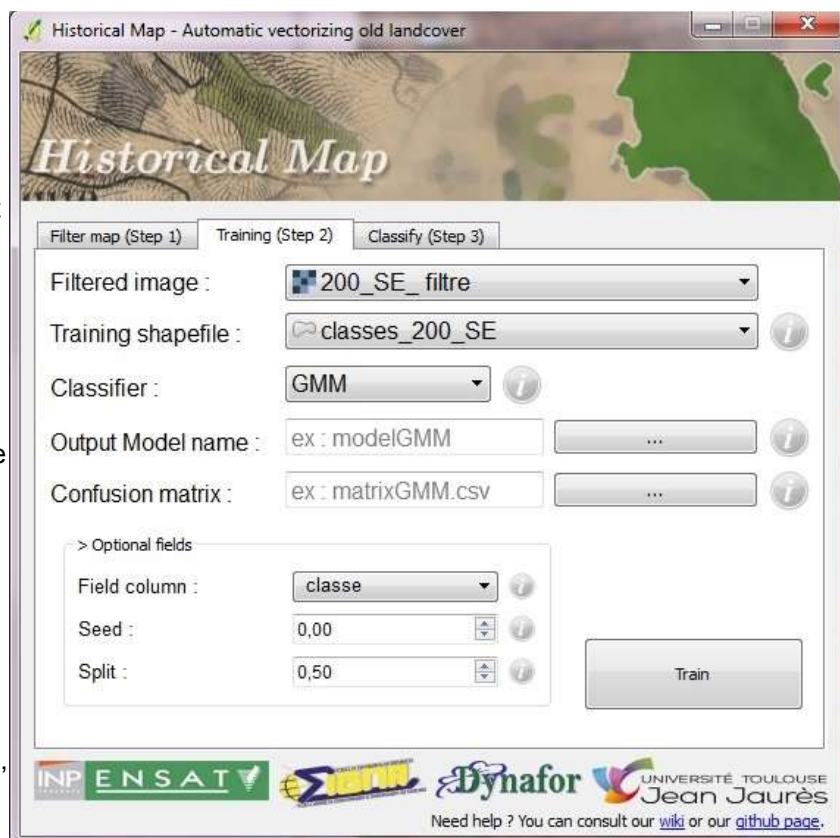 Historical Map - Automatic vectorizing old landcover
Historical Map
Filter map (Step 1) Training (Step 2) Classify (Step 3)
Filtered image : 200_SE_ filtre
Training shapefile : classes_200_SE
Classifier : GMM
Output Model name : ex : modelGMM ...
Confusion matrix : ex : matrixGMM.csv ...
> Optional fields
Field column : classe
Seed : 0,00
Split : 0,50
Train
INP ENSAT Dynafor UNIVERSITÉ TOULOUSE
Jean Jaurès
Need help ? You can consult our wiki or our github page.